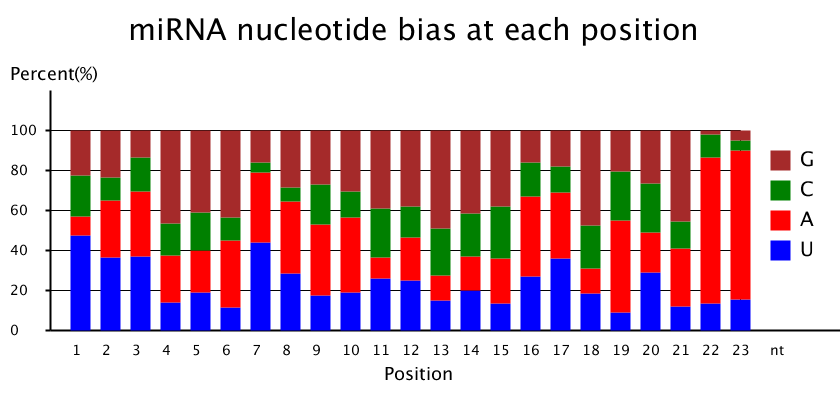 miRNA nucleotide bias at each position
Percent(%)
100
80
60
40
20
0
G
C
A
U
1 2 3 4 5 6 7 8 9 10 11 12 13 14 15 16 17 18 19 20 21 22 23 nt
Position